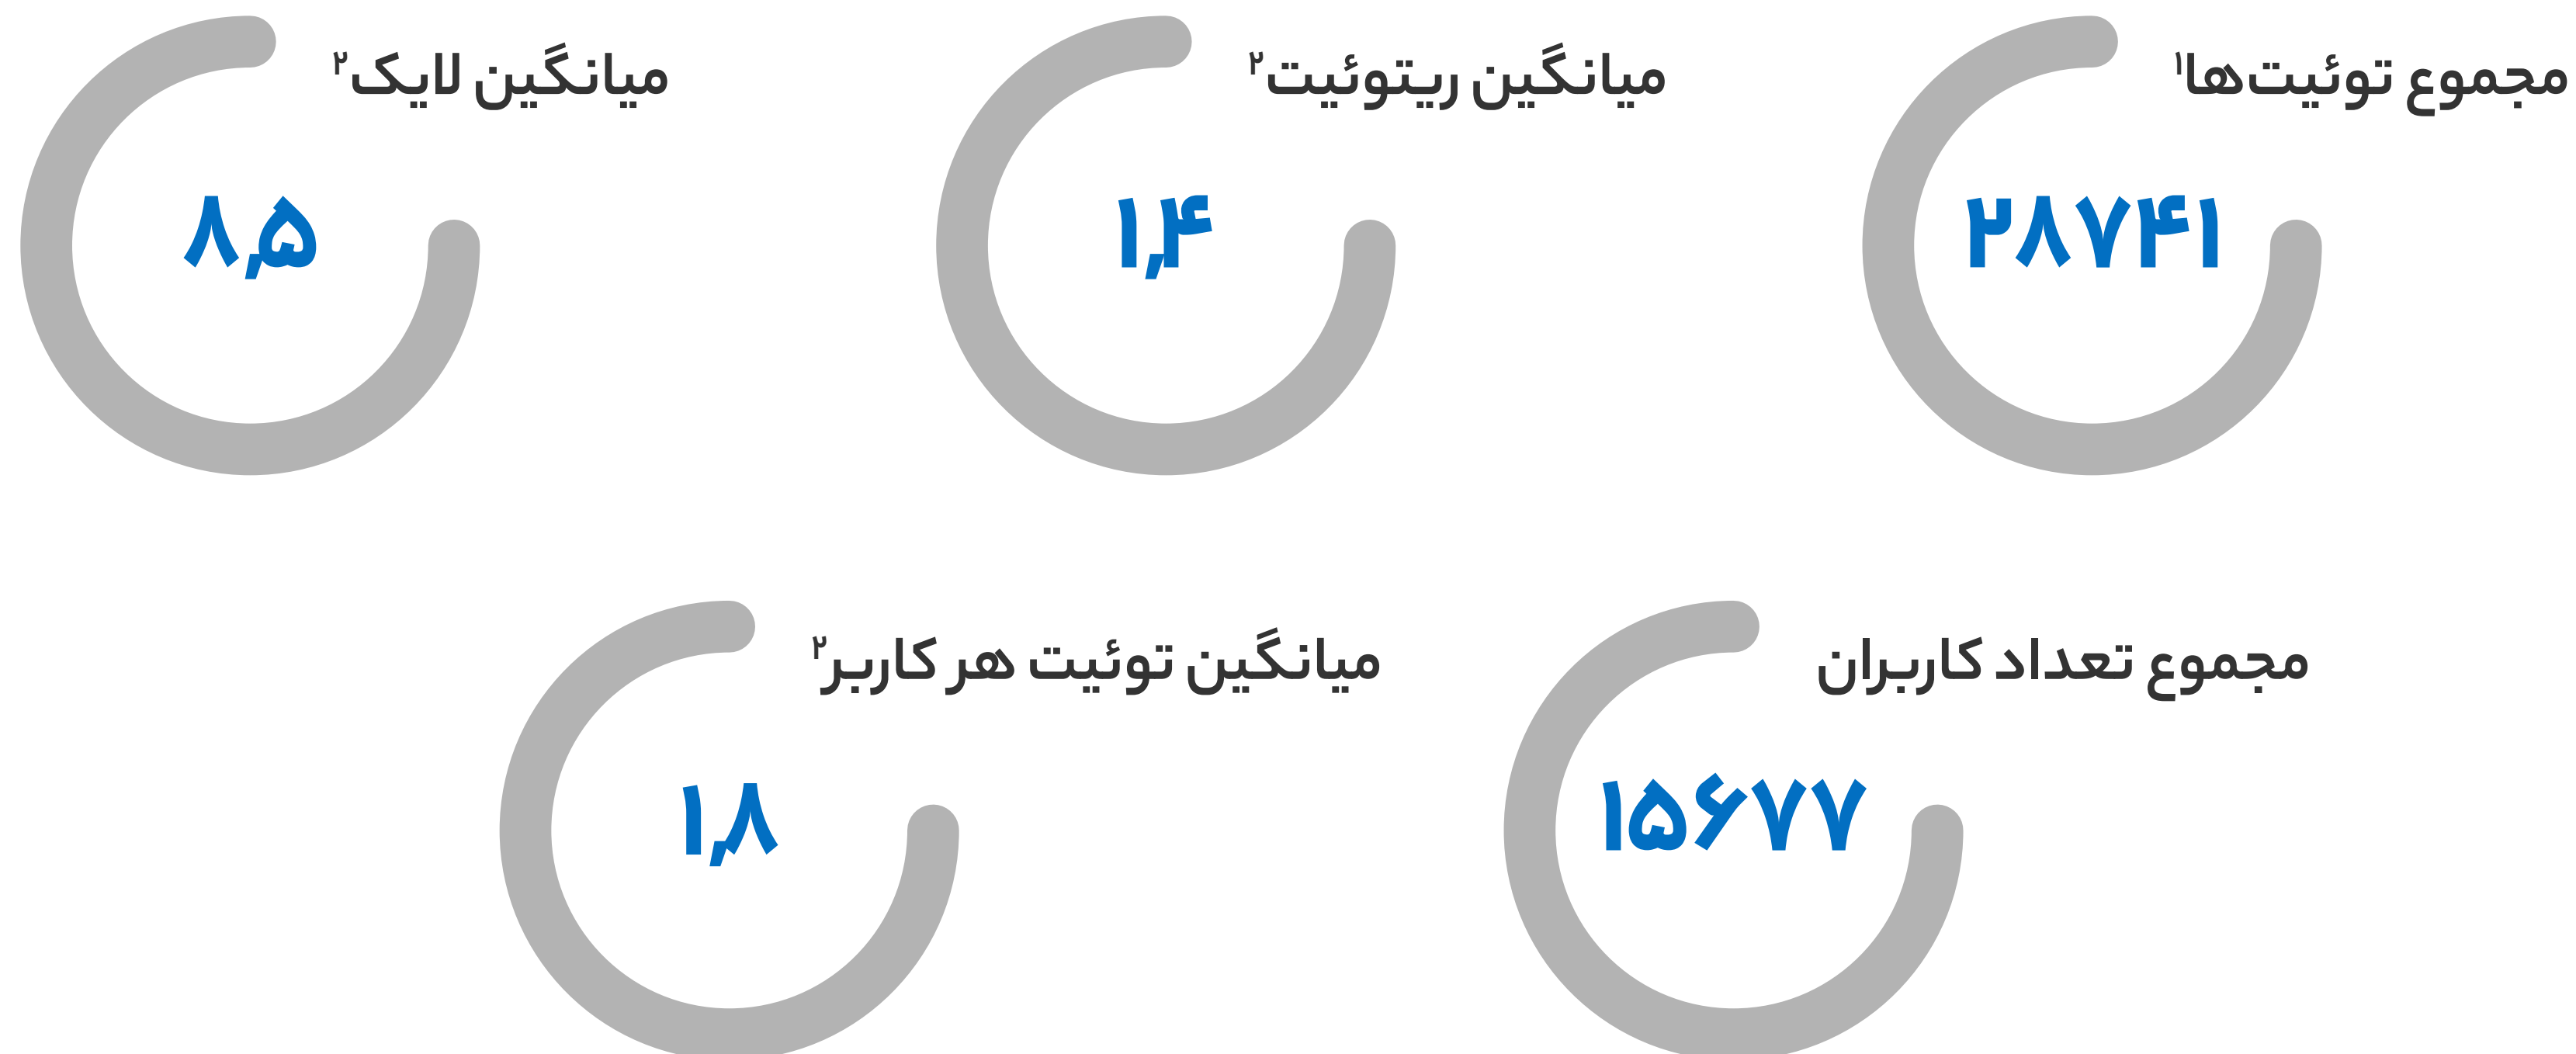 مجموع توئیت‌ها۱
۲۸۷۴۱
میانگین ریتوئیت۲
۱,۴
میانگین لایک۲
۸,۵
مجموع تعداد کاربران
۱۵۶۷۷
میانگین توئیت هر کاربر۲
۱,۸